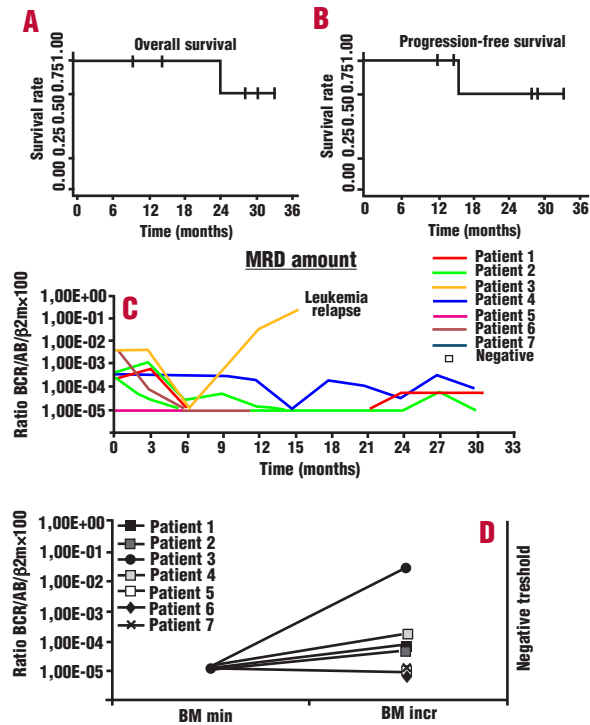 A
Overall survival
Survival rate
0.00 0.25 0.50 0.751.00
0 6 12 18 24 30 36
Time (months)
B
Progression-free survival
Survival rate
0.00 0.25 0.50 0.751.00
0 6 12 18 24 30 36
Time (months)
MRD amount
C
Ratio BCR/AB/β2m×100
1,00E+00
1,00E-01
1,00E-02
1,00E-03
1,00E-04
1,00E-05
Leukemia
relapse
0 3 6 9 12 15 18 21 24 27 30 33
Time (months)
Patient 1
Patient 2
Patient 3
Patient 4
Patient 5
Patient 6
Patient 7
Negative
D
Ratio BCR/AB/β2m×100
1,00E+00
1,00E-01
1,00E-02
1,00E-03
1,00E-04
1,00E-05
Patient 1
Patient 2
Patient 3
Patient 4
Patient 5
Patient 6
Patient 7
Negative treshold
BM min
BM incr